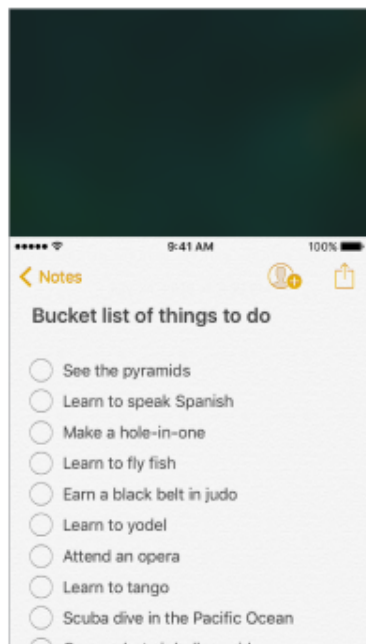 9:41 AM 100%
Notes
Bucket list of things to do
See the pyramids
Learn to speak Spanish
Make a hole-in-one
Learn to fly fish
Earn a black belt in judo
Learn to yodel
Attend an opera
Learn to tango
Scuba dive in the Pacific Ocean